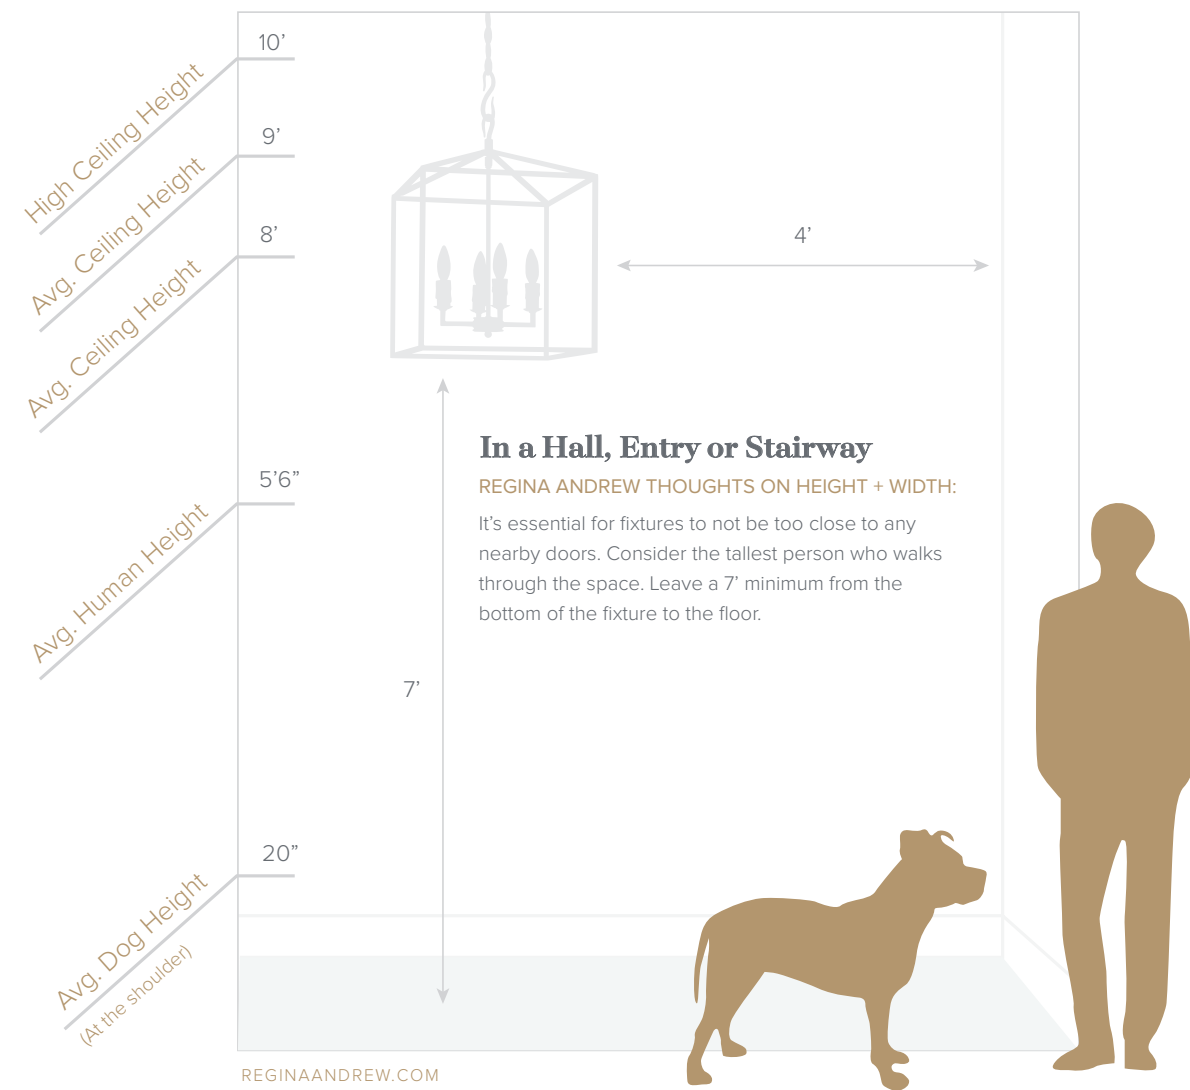 10’
High Ceiling Height
9’
Avg. Ceiling Height
8’
Avg. Ceiling Height
4’
In a Hall, Entry or Stairway
REGINA ANDREW THOUGHTS ON HEIGHT + WIDTH:
It’s essential for fixtures to not be too close to any
nearby doors. Consider the tallest person who walks
through the space. Leave a 7’ minimum from the
bottom of the fixture to the floor.
5’6”
Avg. Human Height
7’
20”
Avg. Dog Height
(At the shoulder)
REGINAANDREW.COM